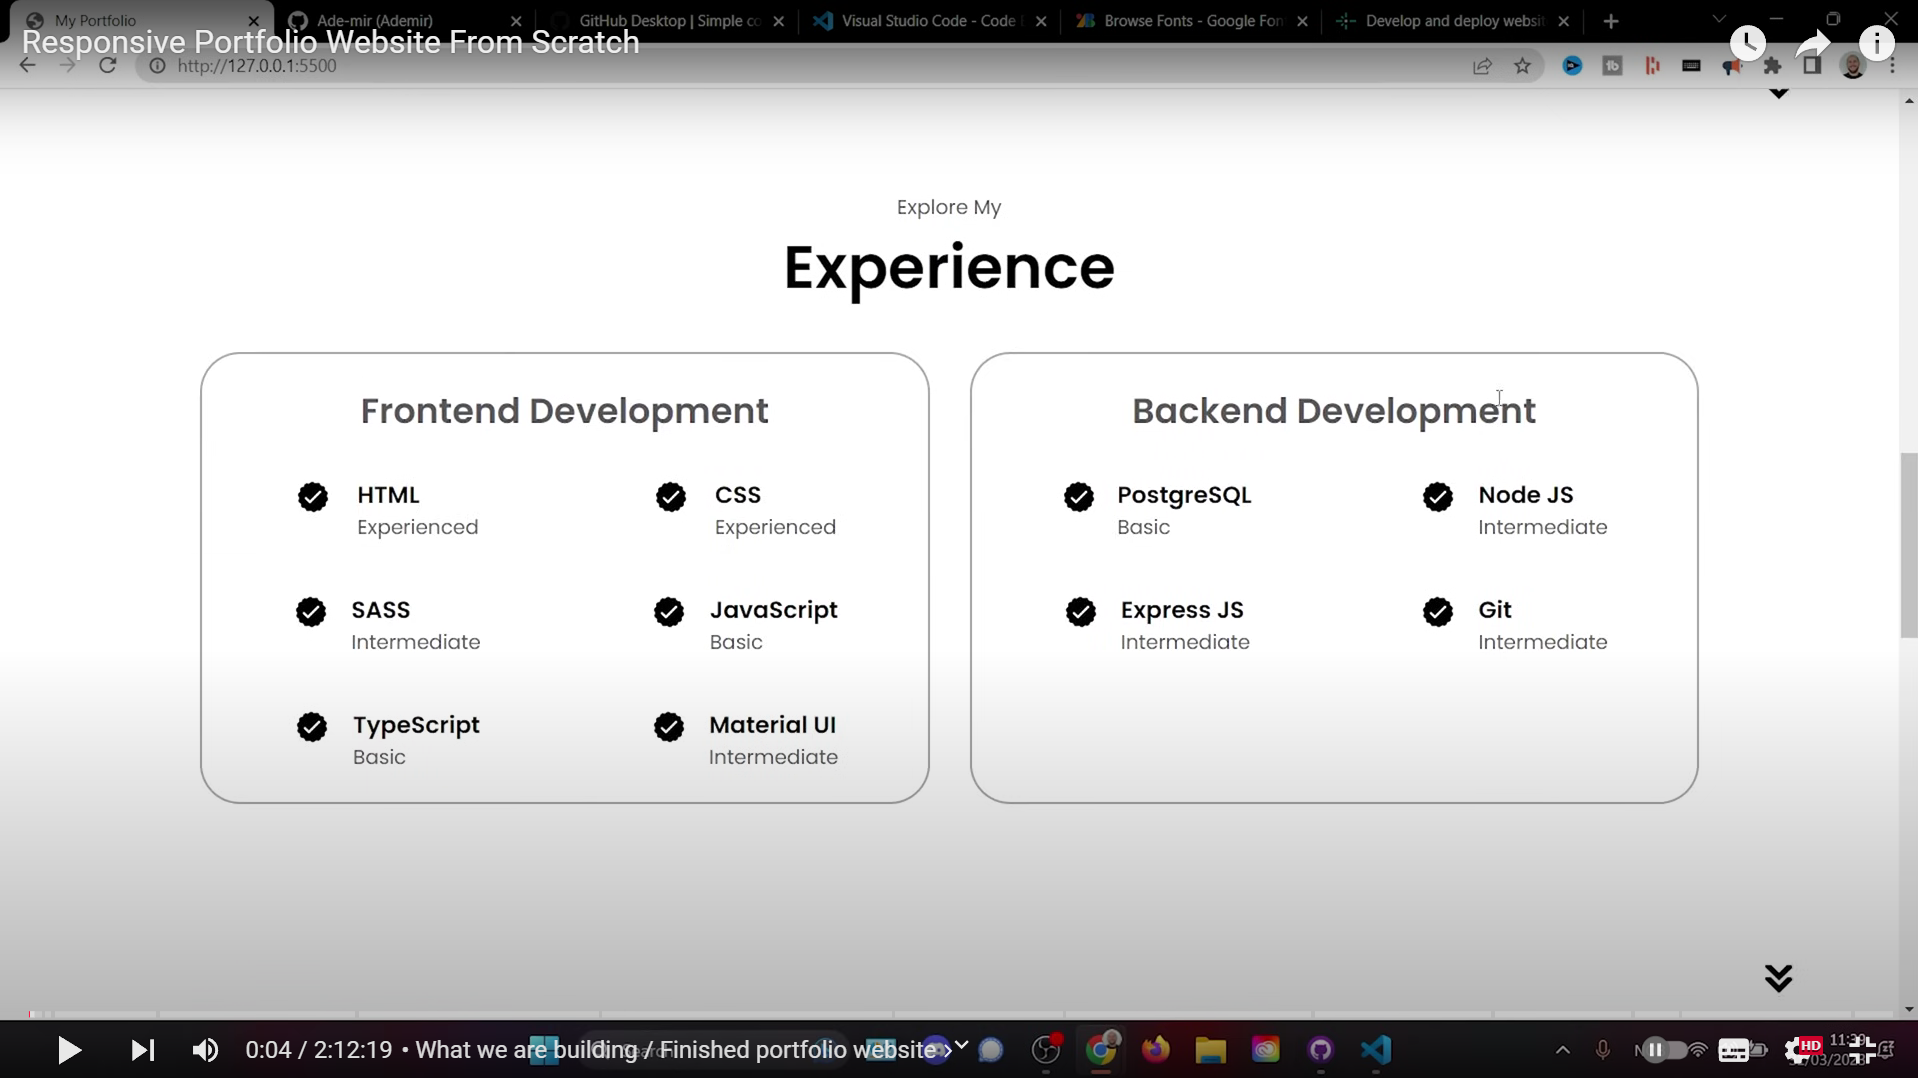 My Portfolio
Ade-mir (Ademir)
GitHub Desktop | Simple co
Visual Studio Code - Code
Browse Fonts - Google Fon
Develop and deploy websit
Responsive Portfolio Website From Scratch
http://127.0.0.1:5500
Explore My
Experience
Frontend Development
HTML
Experienced
CSS
Experienced
SASS
Intermediate
JavaScript
Basic
TypeScript
Basic
Material UI
Intermediate
Backend Development
PostgreSQL
Basic
Node JS
Intermediate
Express JS
Intermediate
Git
Intermediate
0:04 / 2:12:19 • What we are building / Finished portfolio website
HD